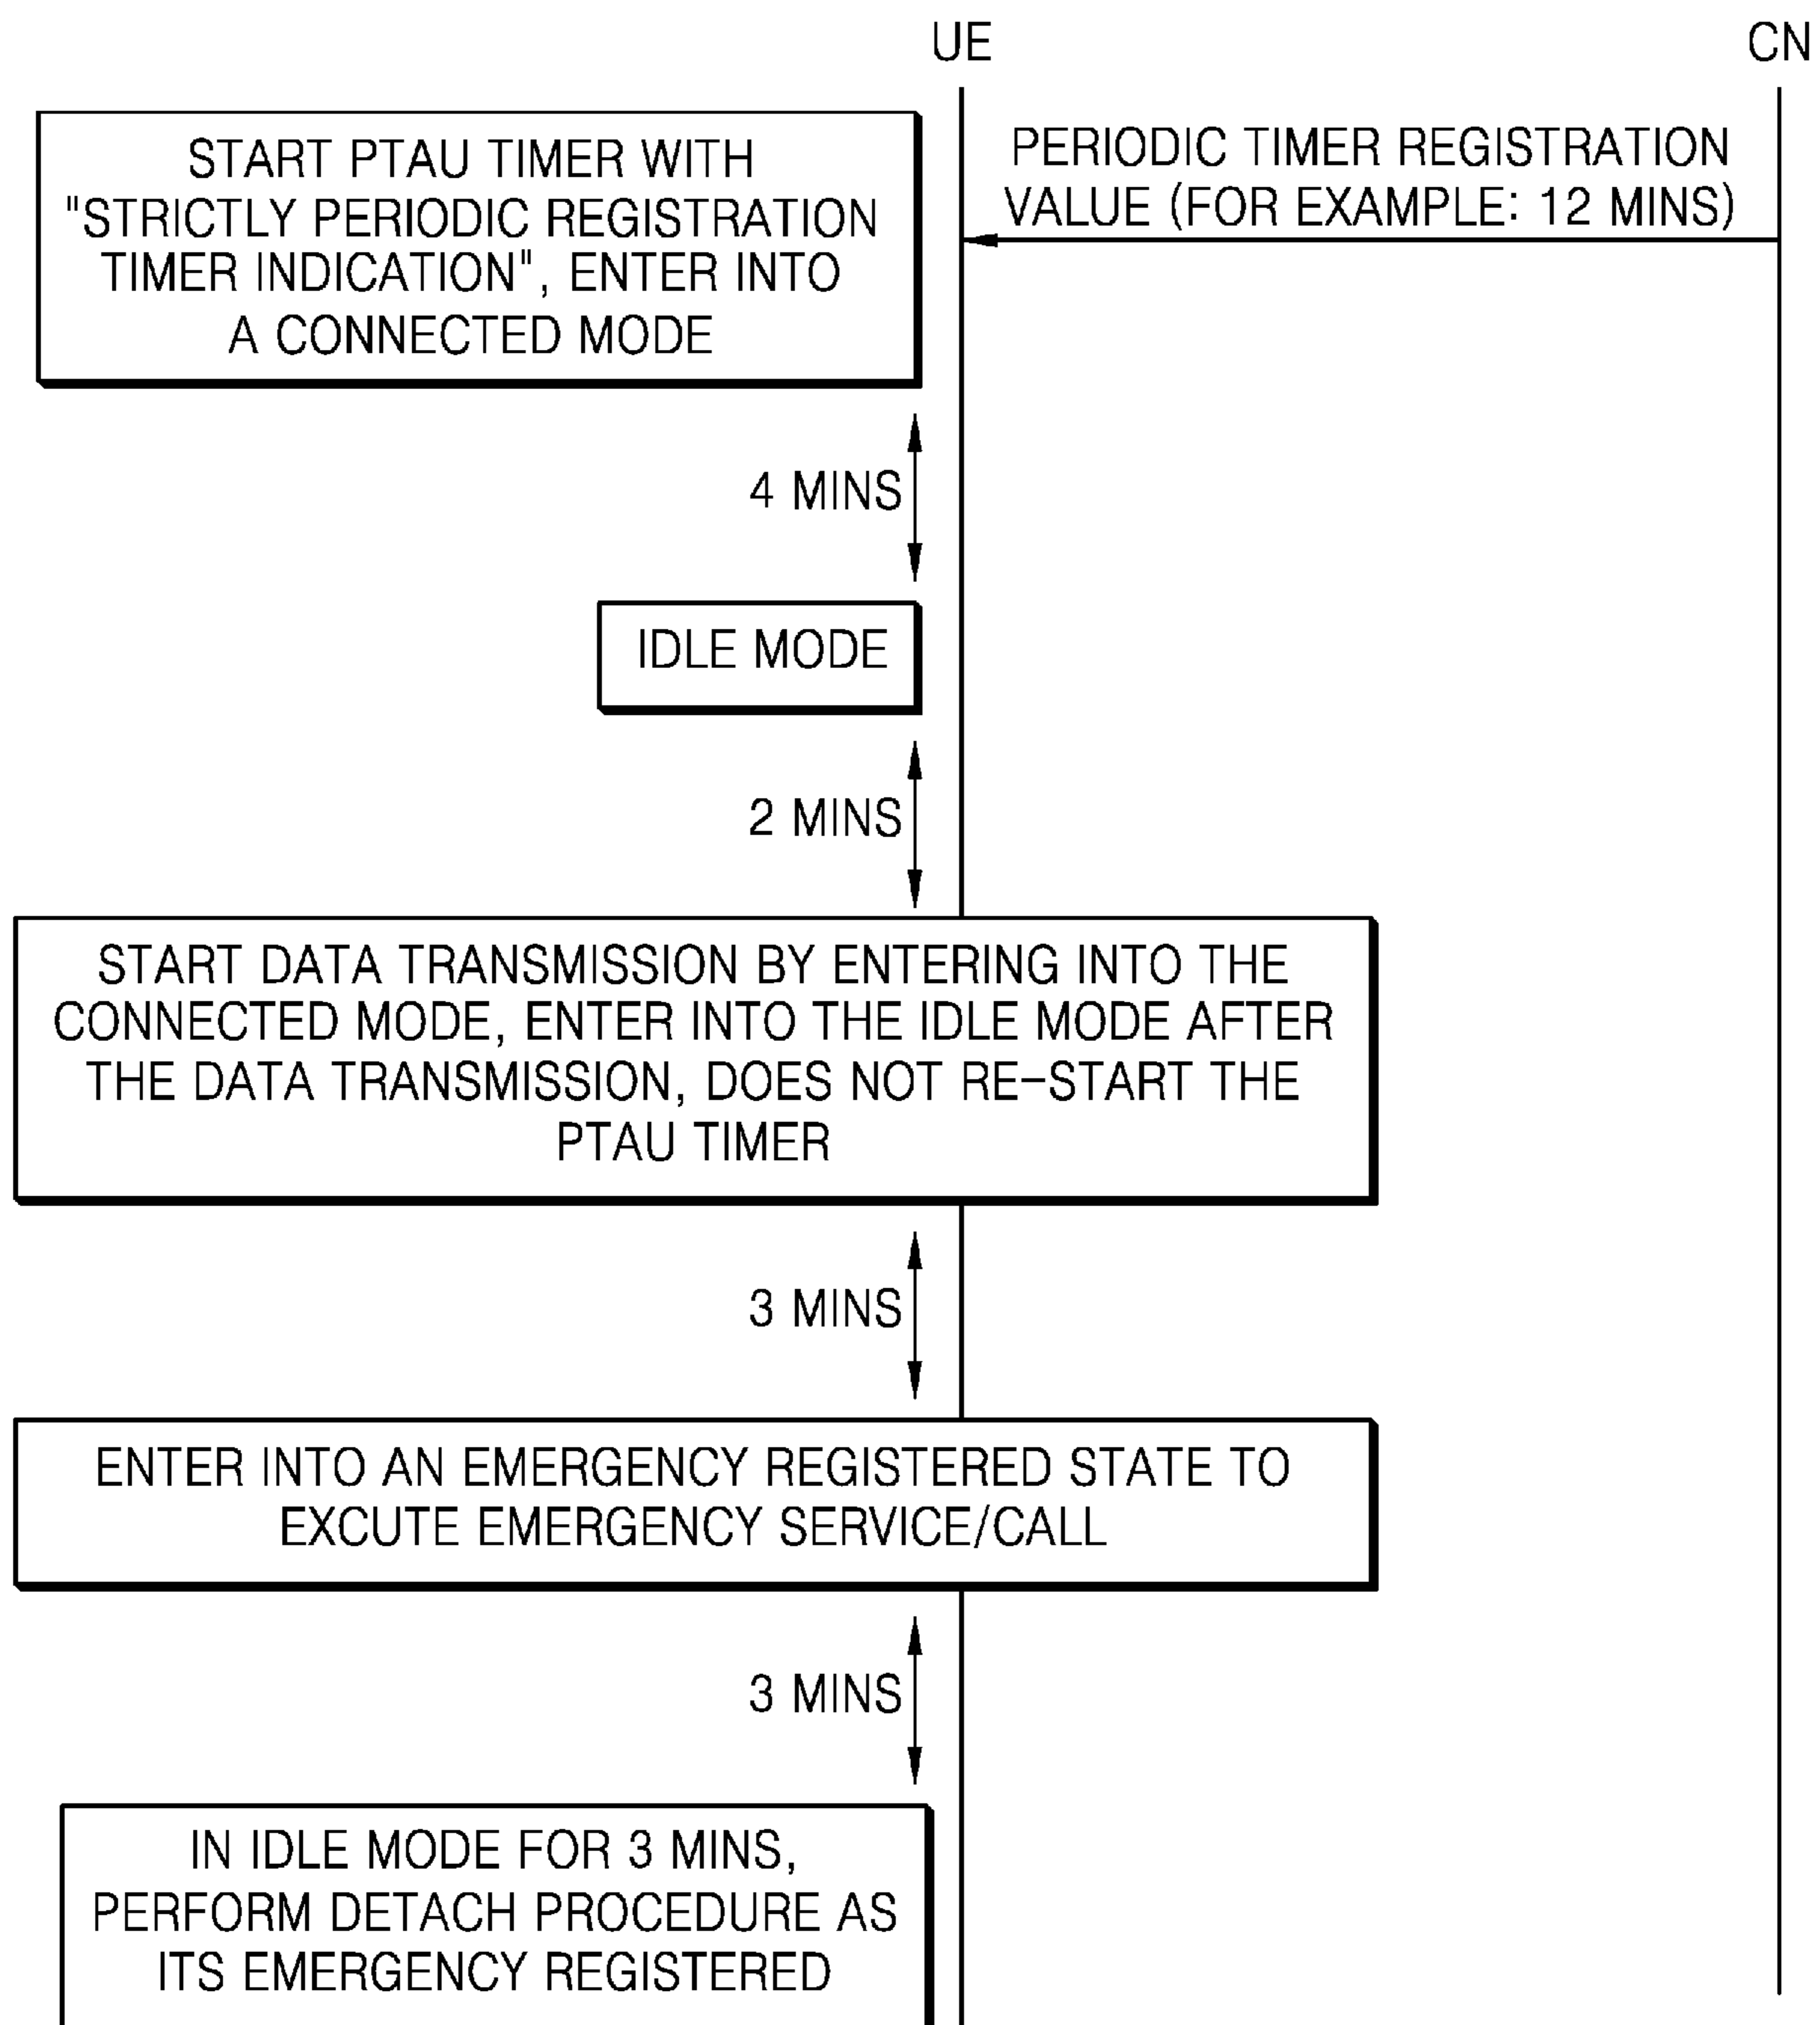 UE
CN
START PTAU TIMER WITH
"STRICTLY PERIODIC REGISTRATION
TIMER INDICATION", ENTER INTO
A CONNECTED MODE
PERIODIC TIMER REGISTRATION
VALUE (FOR EXAMPLE: 12 MINS)
4 MINS
IDLE MODE
2 MINS
START DATA TRANSMISSION BY ENTERING INTO THE
CONNECTED MODE, ENTER INTO THE IDLE MODE AFTER
THE DATA TRANSMISSION, DOES NOT RE-START THE
PTAU TIMER
3 MINS
ENTER INTO AN EMERGENCY REGISTERED STATE TO
EXCUTE EMERGENCY SERVICE/CALL
3 MINS
IN IDLE MODE FOR 3 MINS,
PERFORM DETACH PROCEDURE AS
ITS EMERGENCY REGISTERED